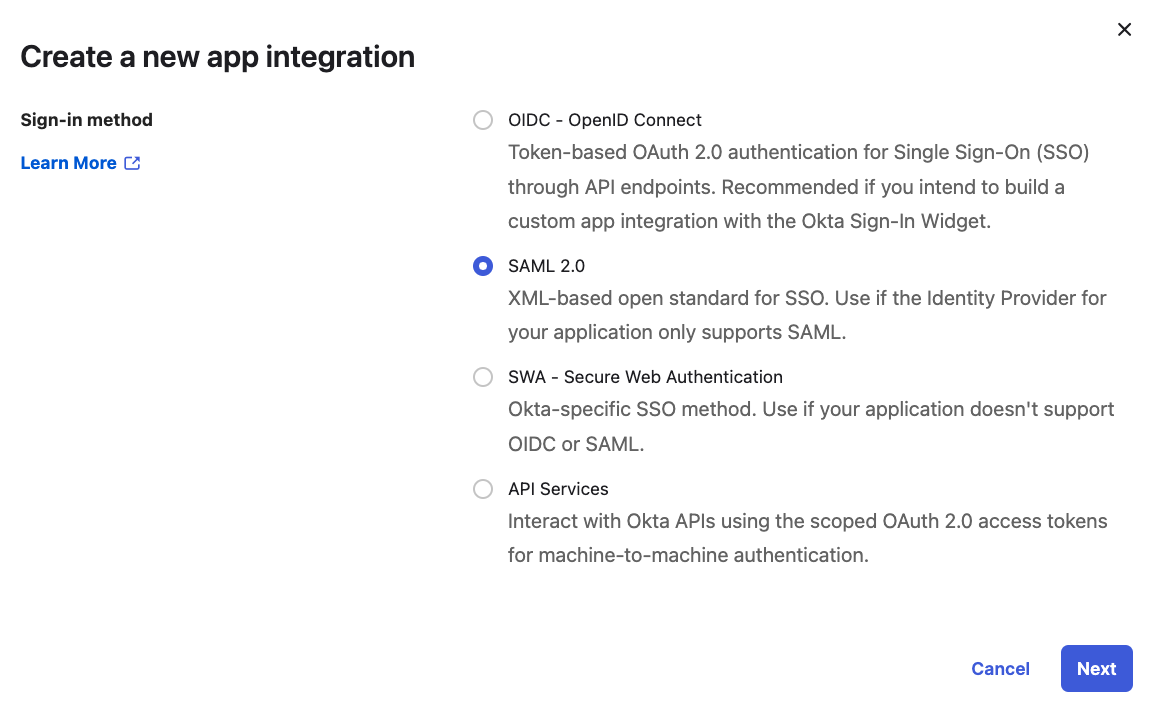 Create a new app integration
Sign-in method
Learn More
OIDC - OpenID Connect
Token-based OAuth 2.0 authentication for Single Sign-On (SSO)
through API endpoints. Recommended if you intend to build a
custom app integration with the Okta Sign-In Widget.
SAML 2.0
XML-based open standard for SSO. Use if the Identity Provider for
your application only supports SAML.
SWA - Secure Web Authentication
Okta-specific SSO method. Use if your application doesn't support
OIDC or SAML.
API Services
Interact with Okta APIs using the scoped OAuth 2.0 access tokens
for machine-to-machine authentication.
Cancel
Next